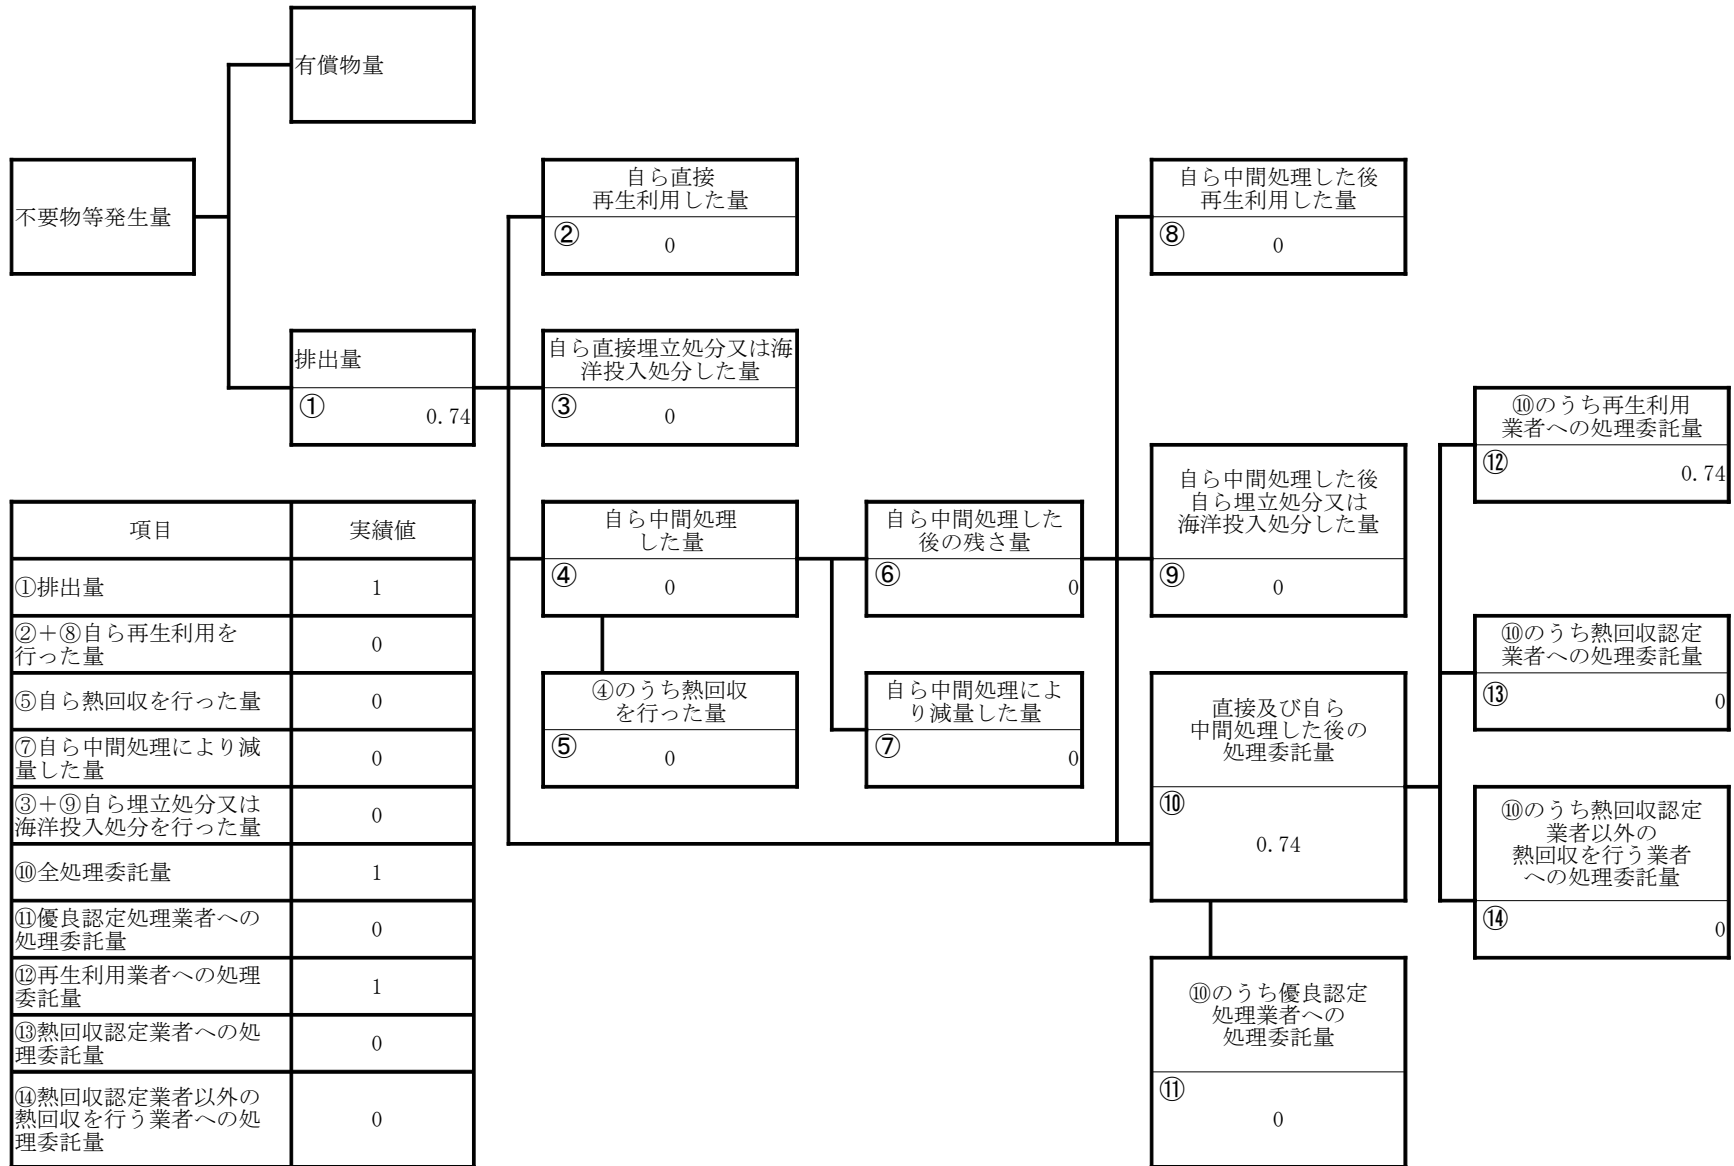 有償物量
不要物等発生量
自ら直接
再生利用した量
②
0
自ら中間処理した後
再生利用した量
⑧
0
排出量
①
0.74
自ら直接埋立処分又は海
洋投入処分した量
③
0
⑩のうち再生利用
業者への処理委託量
⑫
0.74
自ら中間処理した後
自ら埋立処分又は
海洋投入処分した量
⑨
0
自ら中間処理
した量
④
0
自ら中間処理した
後の残さ量
⑥
0
④のうち熱回収
を行った量
⑤
0
自ら中間処理によ
り減量した量
⑦
0
直接及び自ら
中間処理した後の
処理委託量
⑩
0.74
⑩のうち熱回収認定
業者への処理委託量
⑬
0
⑩のうち熱回収認定
業者以外の
熱回収を行う業者
への処理委託量
⑭
0
⑩のうち優良認定
処理業者への
処理委託量
⑪
0
項目 実績値
①排出量 1
②＋⑧自ら再生利用を
行った量 0
⑤自ら熱回収を行った量 0
⑦自ら中間処理により減
量した量 0
③＋⑨自ら埋立処分又は
海洋投入処分を行った量 0
⑩全処理委託量 1
⑪優良認定処理業者への
処理委託量 0
⑫再生利用業者への処理
委託量 1
⑬熱回収認定業者への処
理委託量 0
⑭熱回収認定業者以外の
熱回収を行う業者への処
理委託量 0